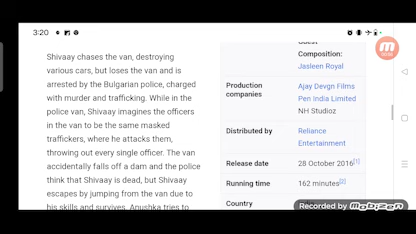 3:20
Shivaay chases the van, destroying
various cars, but loses the van and is
arrested by the Bulgarian police, charged
with murder and trafficking. While in the
police van, Shivaay imagines the officers
in the van to be the same masked
traffickers, where he attacks them,
throwing out every single officer. The van
accidentally falls off a dam and the police
think that Shivaay is dead, but Shivaay
escapes by jumping from the van due to
his skills and survives. Anushka tries to
Guest
Composition:
Jasleen Royal
Production
companies
Ajay Devgn Films
Pen India Limited
NH Studioz
Distributed by
Reliance
Entertainment
Release date
28 October 2016[1]
Running time
162 minutes[2]
Country
Recorded by
mobizen